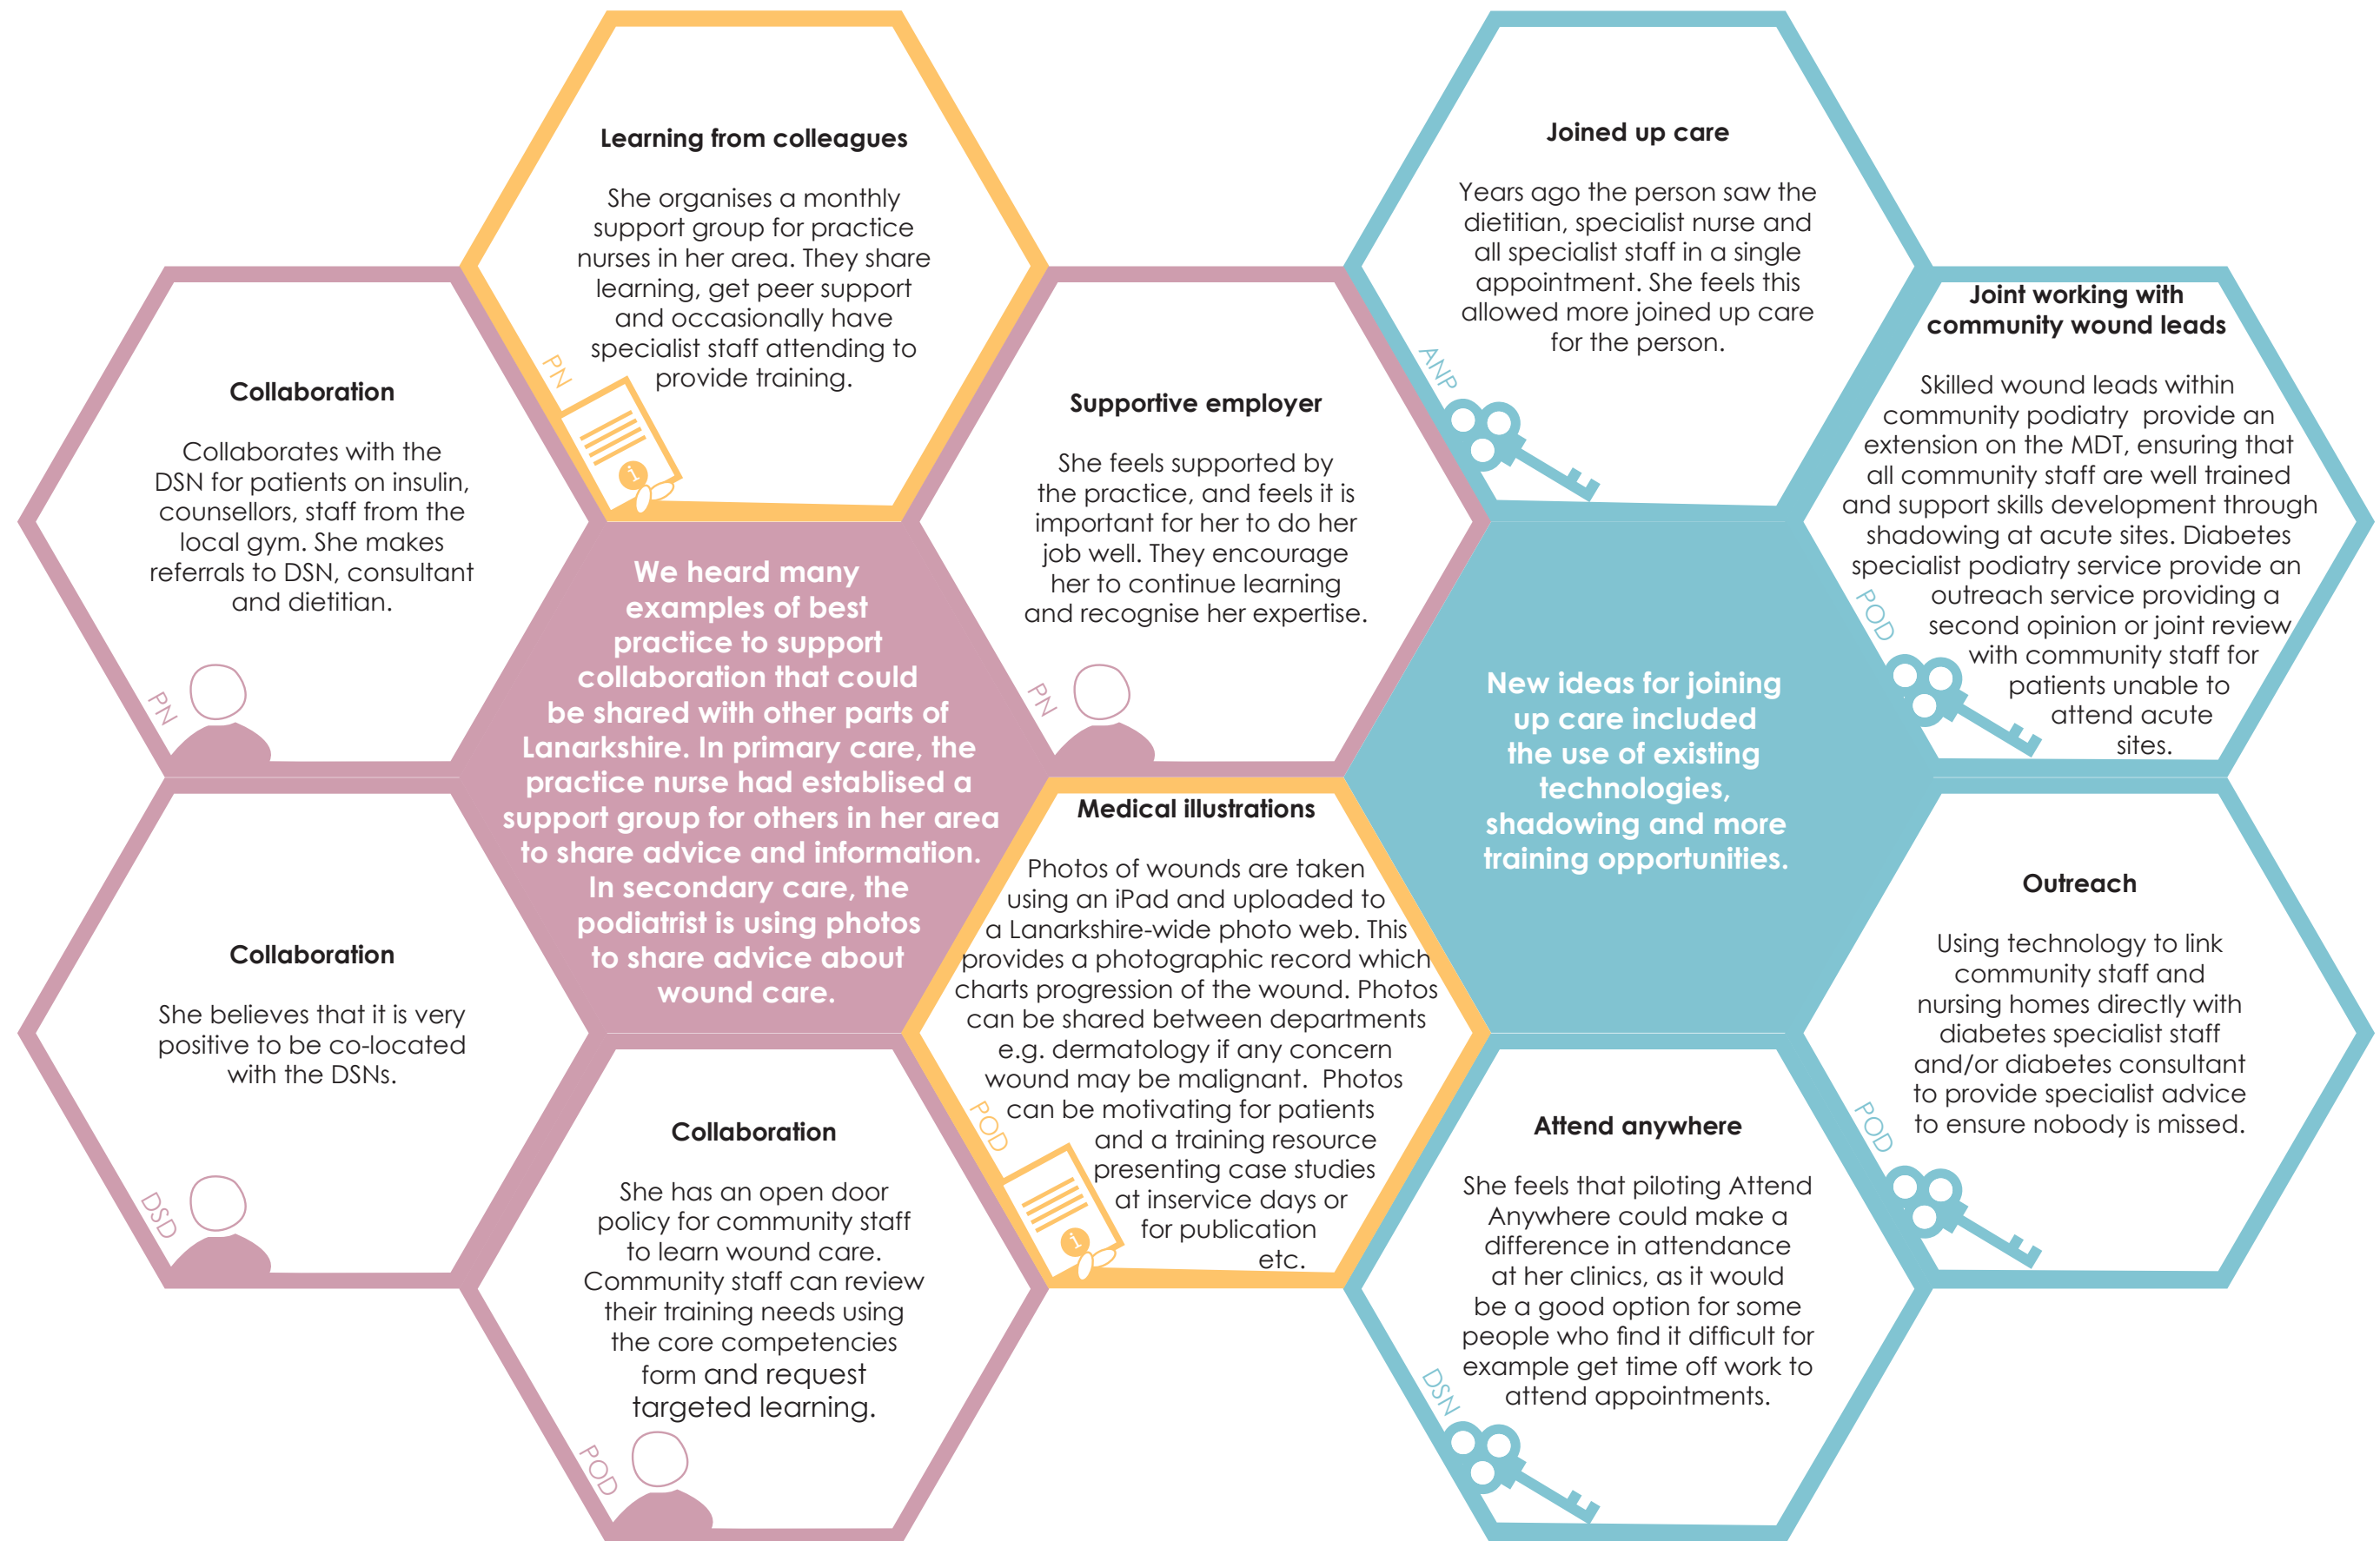 Learning from colleagues
She organises a monthly
support group for practice
nurses in her area. They share
learning, get peer support
and occasionally have
specialist staff attending to
provide training.
PN
Joined up care
Years ago the person saw the
dietitian, specialist nurse and
all specialist staff in a single
appointment. She feels this
allowed more joined up care
for the person.
ANP
Collaboration
Collaborates with the
DSN for patients on insulin,
counsellors, staff from the
local gym. She makes
referrals to DSN, consultant
and dietitian.
PN
Supportive employer
She feels supported by
the practice, and feels it is
important for her to do her
job well. They encourage
her to continue learning
and recognise her expertise.
PN
Joint working with
community wound leads
Skilled wound leads within
community podiatry provide an
extension on the MDT, ensuring that
all community staff are well trained
and support skills development through
shadowing at acute sites. Diabetes
specialist podiatry service provide an
outreach service providing a
second opinion or joint review
with community staff for
patients unable to
attend acute
sites.
POD
We heard many
examples of best
practice to support
collaboration that could
be shared with other parts of
Lanarkshire. In primary care, the
practice nurse had establised a
support group for others in her area
to share advice and information.
In secondary care, the
podiatrist is using photos
to share advice about
wound care.
New ideas for joining
up care included
the use of existing
technologies,
shadowing and more
training opportunities.
Collaboration
She believes that it is very
positive to be co-located
with the DSNs.
DSD
Medical illustrations
Photos of wounds are taken
using an iPad and uploaded to
a Lanarkshire-wide photo web. This
provides a photographic record which
charts progression of the wound. Photos
can be shared between departments
e.g. dermatology if any concern
wound may be malignant. Photos
can be motivating for patients
and a training resource
presenting case studies
at inservice days or
for publication
etc.
POD
i
Outreach
Using technology to link
community staff and
nursing homes directly with
diabetes specialist staff
and/or diabetes consultant
to provide specialist advice
to ensure nobody is missed.
POD
Collaboration
She has an open door
policy for community staff
to learn wound care.
Community staff can review
their training needs using
the core competencies
form and request
targeted learning.
POD
Attend anywhere
She feels that piloting Attend
Anywhere could make a
difference in attendance
at her clinics, as it would
be a good option for some
people who find it difficult for
example get time off work to
attend appointments.
DSN